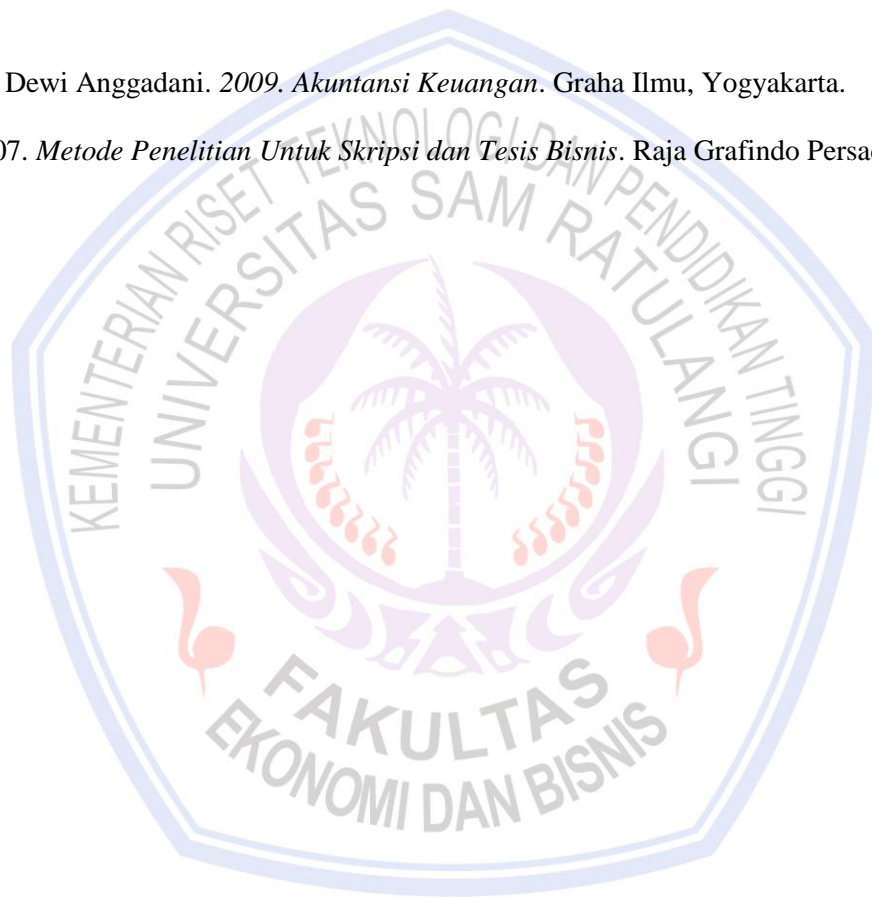 Dewi Anggadani. 2009. Akuntansi Keuangan. Graha Ilmu, Yogyakarta.
07. Metode Penelitian Untuk Skripsi dan Tesis Bisnis. Raja Grafindo Persa
KEMENTERIAN RISET TEKNOLOGI DAN PENDIDIKAN TINGGI
UNIVERSITAS SAM RATULANGI
FAKULTAS
EKONOMI DAN BISNIS